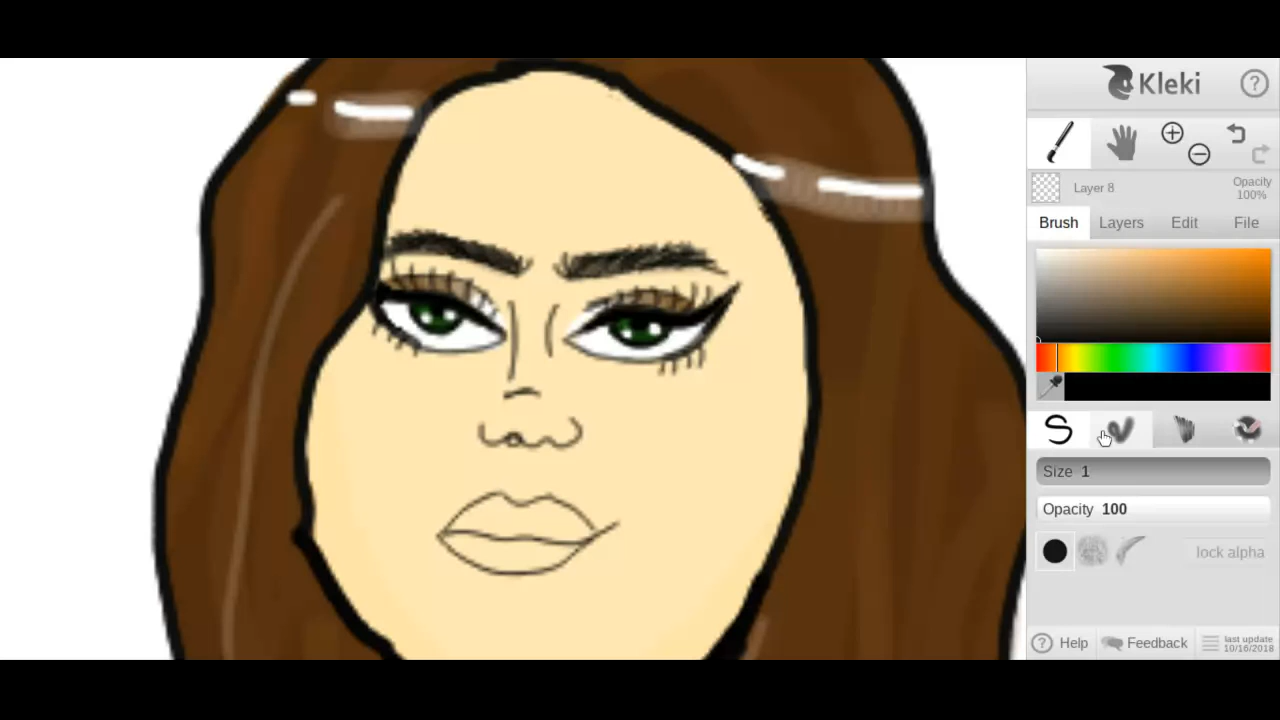 Kleki
?
Layer 8
Opacity
100%
Brush Layers Edit File
Size 1
Opacity 100
lock alpha
? Help Feedback last update
10/16/2018